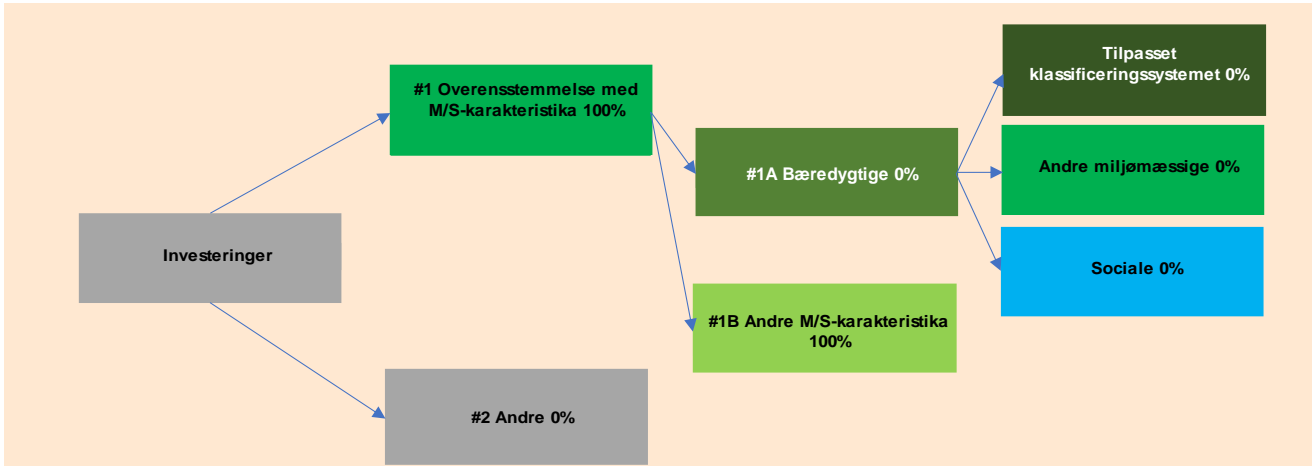 Investeringer
#1 Overensstemmelse med
M/S-karakteristika 100%
#2 Andre 0%
#1A Bæredygtige 0%
#1B Andre M/S-karakteristika
100%
Tilpasset
klassificeringssystemet 0%
Andre miljømæssige 0%
Sociale 0%